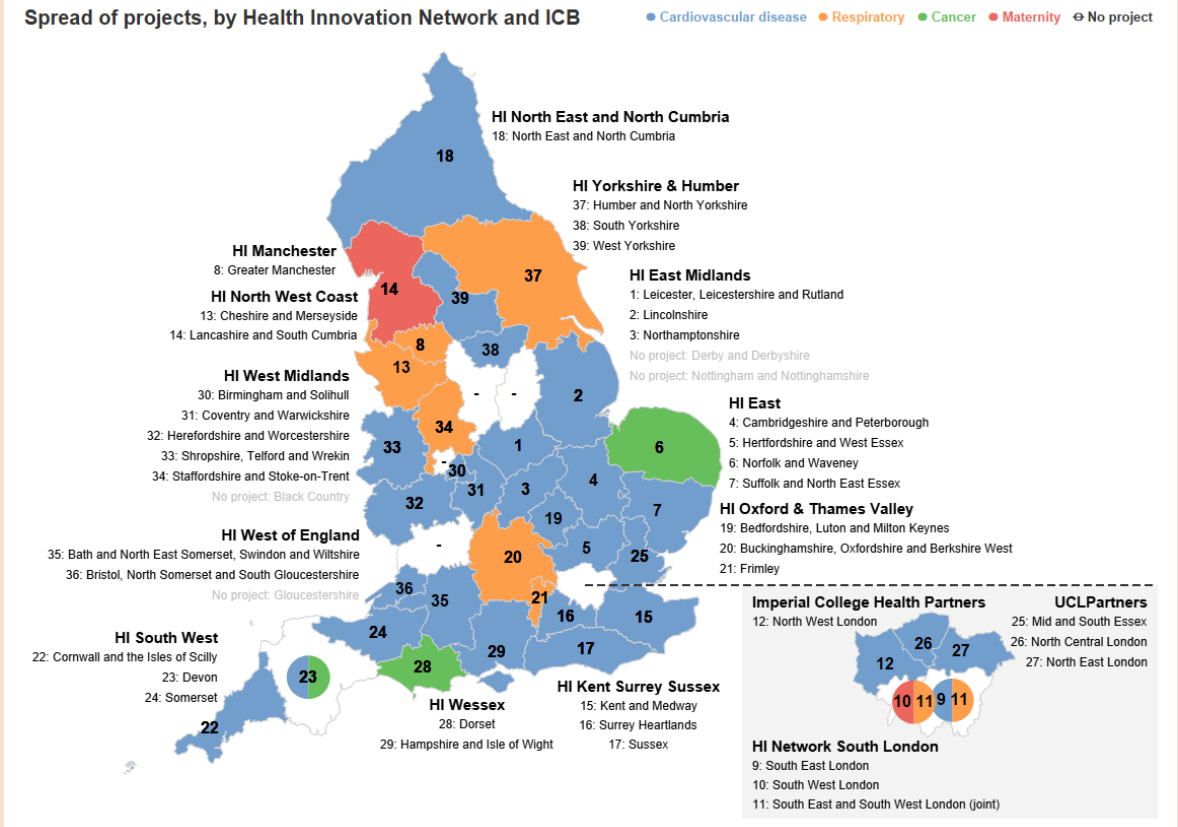 Spread of projects, by Health Innovation Network and ICB
Cardiovascular disease
Respiratory
Cancer
Maternity
No project
HI North East and North Cumbria
18: North East and North Cumbria
18
HI Yorkshire & Humber
37: Humber and North Yorkshire
38: South Yorkshire
39: West Yorkshire
HI Manchester
8: Greater Manchester
HI North West Coast
13: Cheshire and Merseyside
14: Lancashire and South Cumbria
14
39
37
8
38
13
HI East Midlands
1: Leicester, Leicestershire and Rutland
2: Lincolnshire
3: Northamptonshire
No project: Derby and Derbyshire
No project: Nottingham and Nottinghamshire
HI West Midlands
30: Birmingham and Solihull
31: Coventry and Warwickshire
32: Herefordshire and Worcestershire
33: Shropshire, Telford and Wrekin
34: Staffordshire and Stoke-on-Trent
No project: Black Country
-
-
2
34
33
1
6
-
30
31
3
4
32
7
19
HI East
4: Cambridgeshire and Peterborough
5: Hertfordshire and West Essex
6: Norfolk and Waveney
7: Suffolk and North East Essex
HI Oxford & Thames Valley
19: Bedfordshire, Luton and Milton Keynes
20: Buckinghamshire, Oxfordshire and Berkshire West
21: Frimley
HI West of England
35: Bath and North East Somerset, Swindon and Wiltshire
36: Bristol, North Somerset and South Gloucestershire
No project: Gloucestershire
-
20
5
25
36
35
21
16
15
24
29
17
28
23
22
HI South West
22: Cornwall and the Isles of Scilly
23: Devon
24: Somerset
HI Wessex
28: Dorset
29: Hampshire and Isle of Wight
HI Kent Surrey Sussex
15: Kent and Medway
16: Surrey Heartlands
17: Sussex
Imperial College Health Partners
12: North West London
UCLPartners
25: Mid and South Essex
26: North Central London
27: North East London
26
27
12
10
11
9
11
HI Network South London
9: South East London
10: South West London
11: South East and South West London (joint)